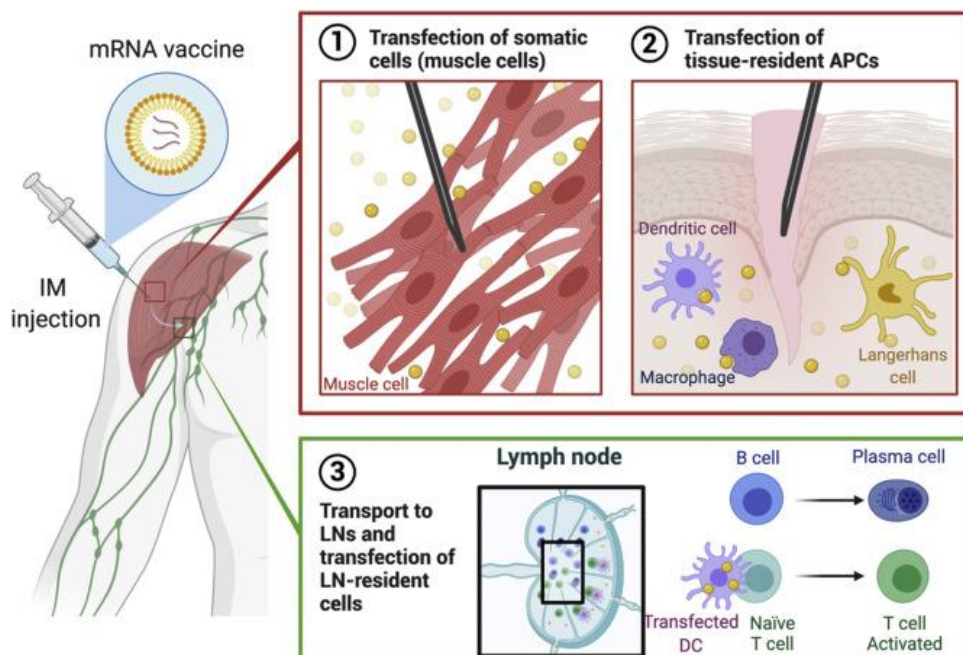 mRNA vaccine
IM
injection
1
Transfection of somatic
cells (muscle cells)
Muscle cell
2
Transfection of
tissue-resident APCs
Dendritic cell
Macrophage
Langerhans
cell
3
Transport to
LNs and
transfection of
LN-resident
cells
Lymph node
B cell
Plasma cell
Transfected
DC
Naïve
T cell
T cell
Activated